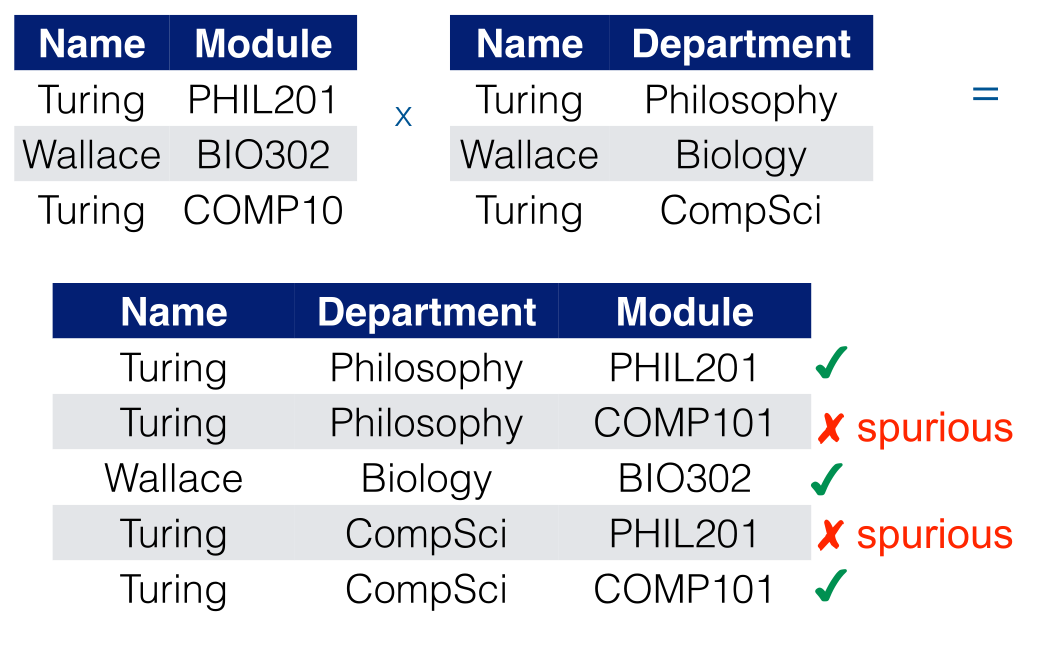 Name Module x Name Department =
Turing PHIL201 Turing Philosophy
Wallace BIO302 Wallace Biology
Turing COMP10 Turing CompSci
Name Department Module
Turing Philosophy PHIL201 ✔
Turing Philosophy COMP101 ✘ spurious
Wallace Biology BIO302 ✔
Turing CompSci PHIL201 ✘ spurious
Turing CompSci COMP101 ✔